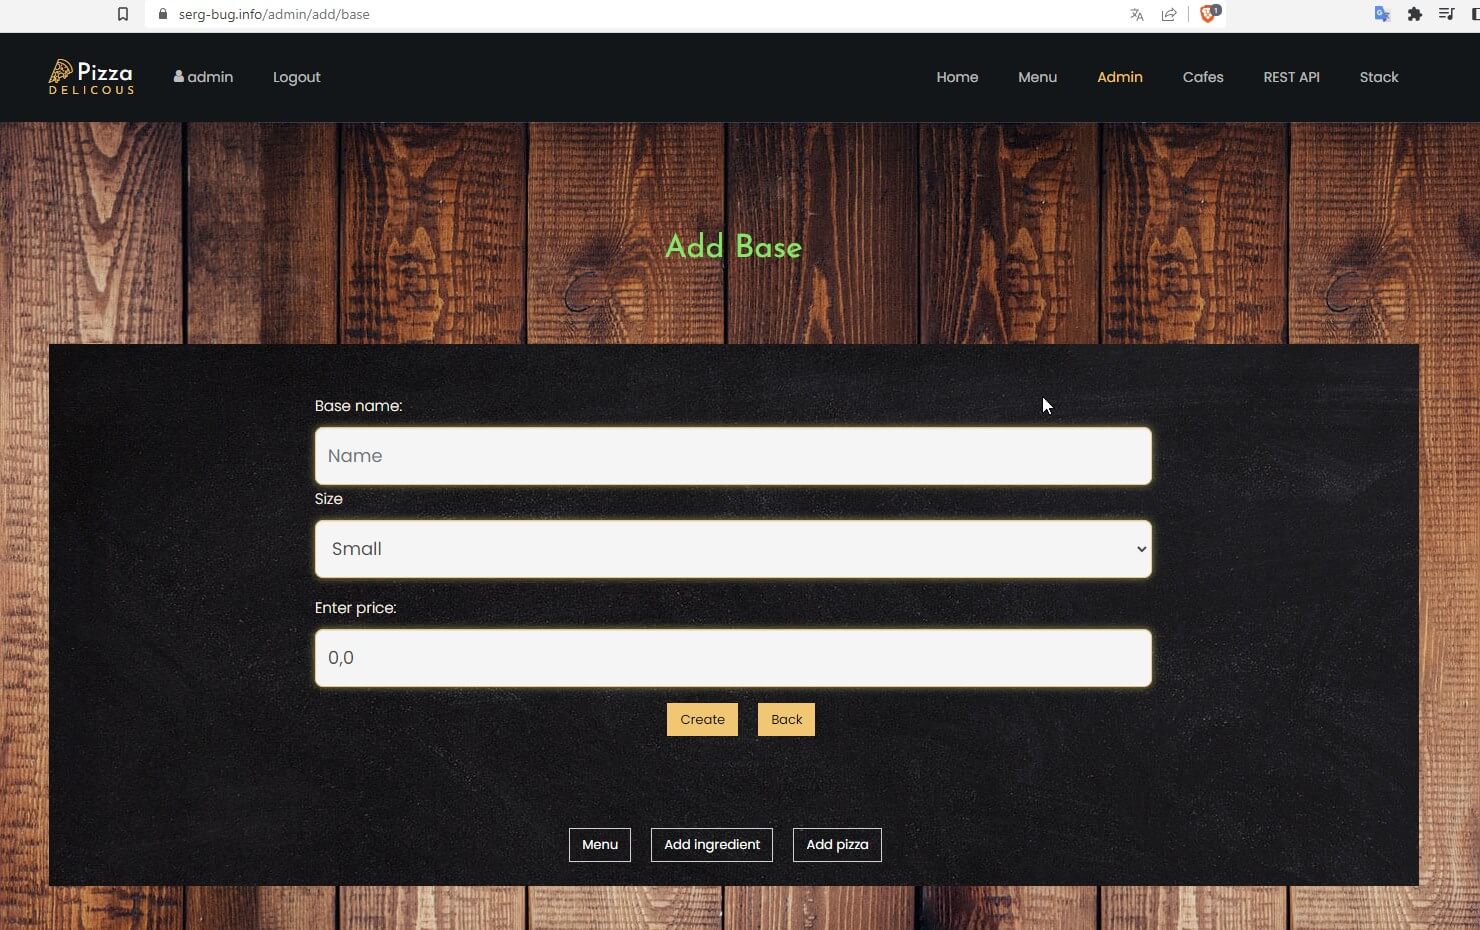 serg-bug.info/admin/add/base
1
Pizza
DELICOUS
admin
Logout
Home
Menu
Admin
Cafes
REST API
Stack
Add Base
Base name:
Name
Size
Small
Enter price:
0,0
Create
Back
Menu
Add ingredient
Add pizza